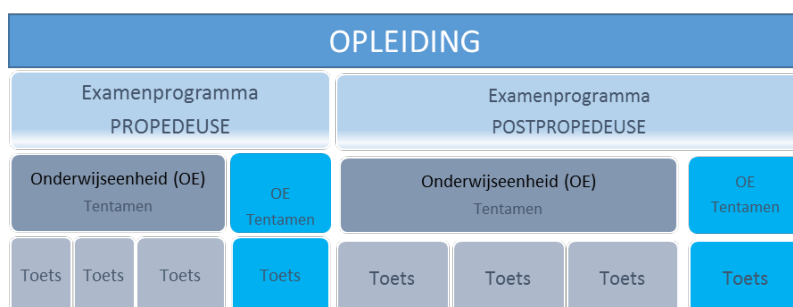 OPLEIDING
Examenprogramma
PROPEDEUSE
Examenprogramma
POSTPROPEDEUSE
Onderwijseenheid (OE)
Tentamen
OE
Tentamen
Onderwijseenheid (OE)
Tentamen
OE
Tentamen
Toets
Toets
Toets
Toets
Toets
Toets
Toets
Toets